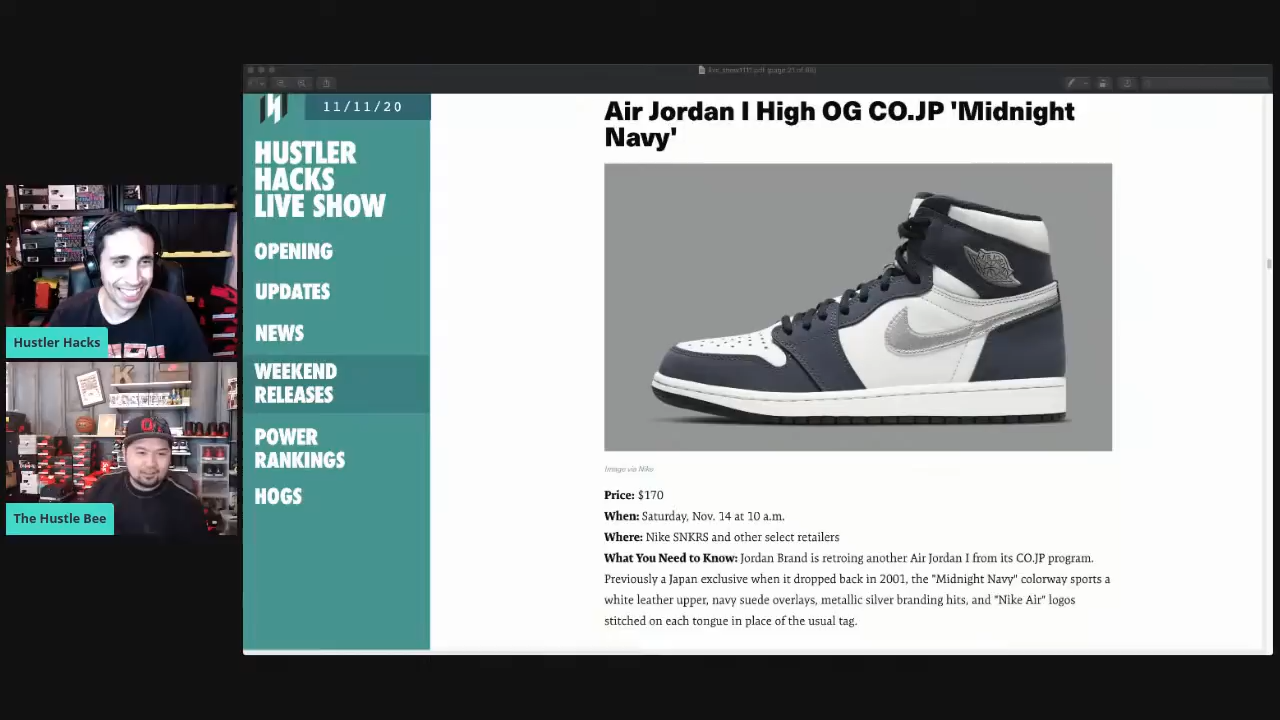 11/11/20
HUSTLER
HACKS
LIVE SHOW
OPENING
UPDATES
NEWS
WEEKEND
RELEASES
POWER
RANKINGS
HOGS
Hustler Hacks
The Hustle Bee
Air Jordan I High OG CO.JP 'Midnight
Navy'
Image via Nike
Price: $170
When: Saturday, Nov. 14 at 10 a.m.
Where: Nike SNKRS and other select retailers
What You Need to Know: Jordan Brand is retroing another Air Jordan I from its CO.JP program.
Previously a Japan exclusive when it dropped back in 2001, the "Midnight Navy" colorway sports a
white leather upper, navy suede overlays, metallic silver branding hits, and "Nike Air" logos
stitched on each tongue in place of the usual tag.